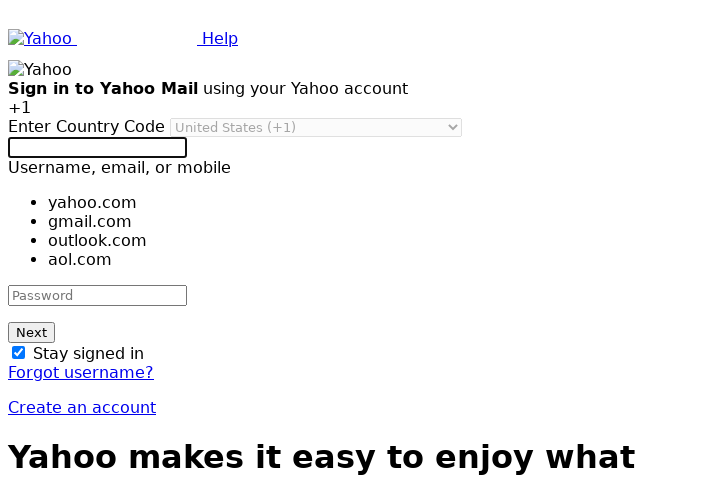 Yahoo Help
Yahoo
Sign in to Yahoo Mail using your Yahoo account
+1
Enter Country Code United States (+1)
Username, email, or mobile
yahoo.com
gmail.com
outlook.com
aol.com
Password
Next
Stay signed in
Forgot username?
Create an account
Yahoo makes it easy to enjoy what